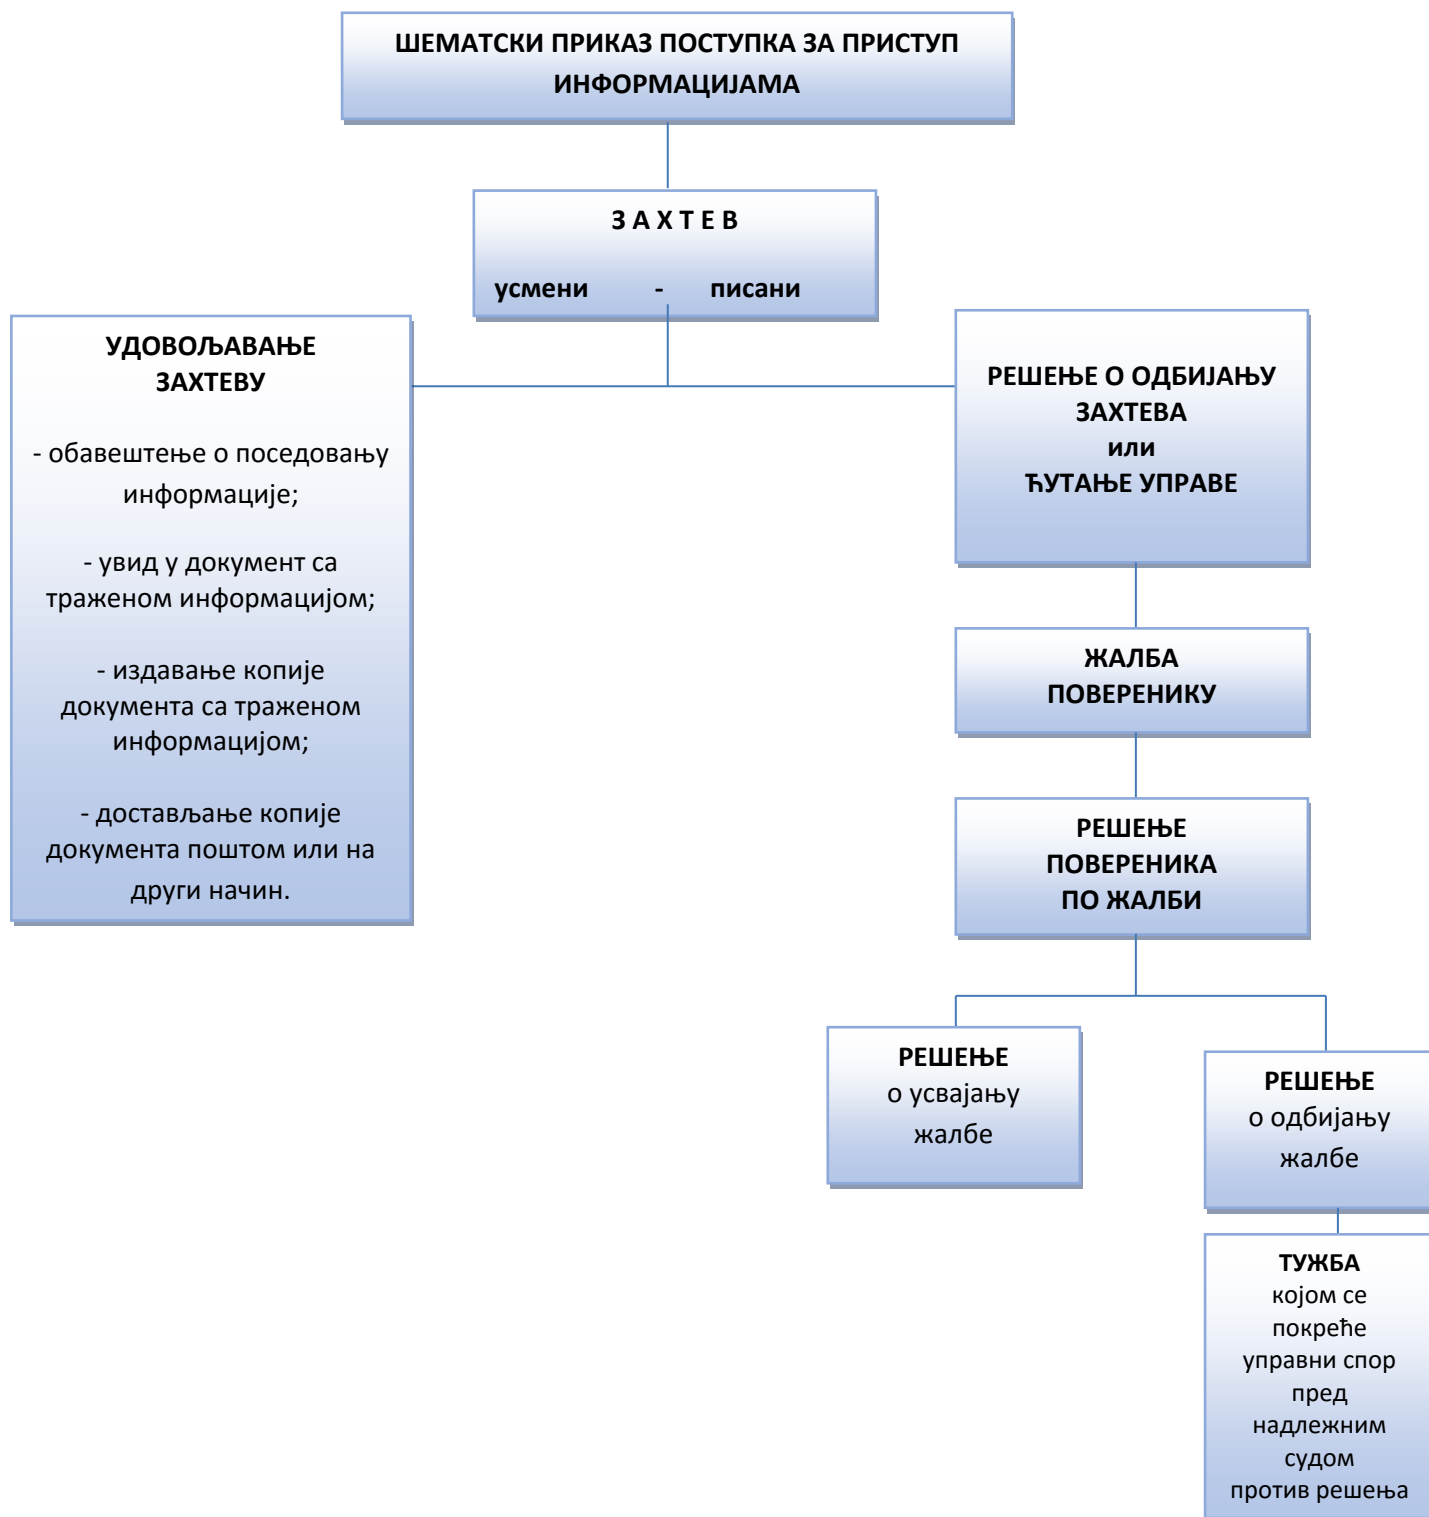 ШЕМАТСКИ ПРИКАЗ ПОСТУПКА ЗА ПРИСТУП
ИНФОРМАЦИЈАМА
З А Х Т Е В
усмени - писани
УДОВОЉАВАЊЕ
ЗАХТЕВУ
- обавештење о поседовању
информације;
- увид у документ са
траженом информацијом;
- издавање копије
документа са траженом
информацијом;
- достављање копије
документа поштом или на
други начин.
РЕШЕЊЕ О ОДБИЈАЊУ
ЗАХТЕВА
или
ЋУТАЊЕ УПРАВЕ
ЖАЛБА
ПОВЕРЕНИКУ
РЕШЕЊЕ
ПОВЕРЕНИКА
ПО ЖАЛБИ
РЕШЕЊЕ
о усвајању
жалбе
РЕШЕЊЕ
о одбијању
жалбе
ТУЖБА
којом се
покреће
управни спор
пред
надлежним
судом
против решења